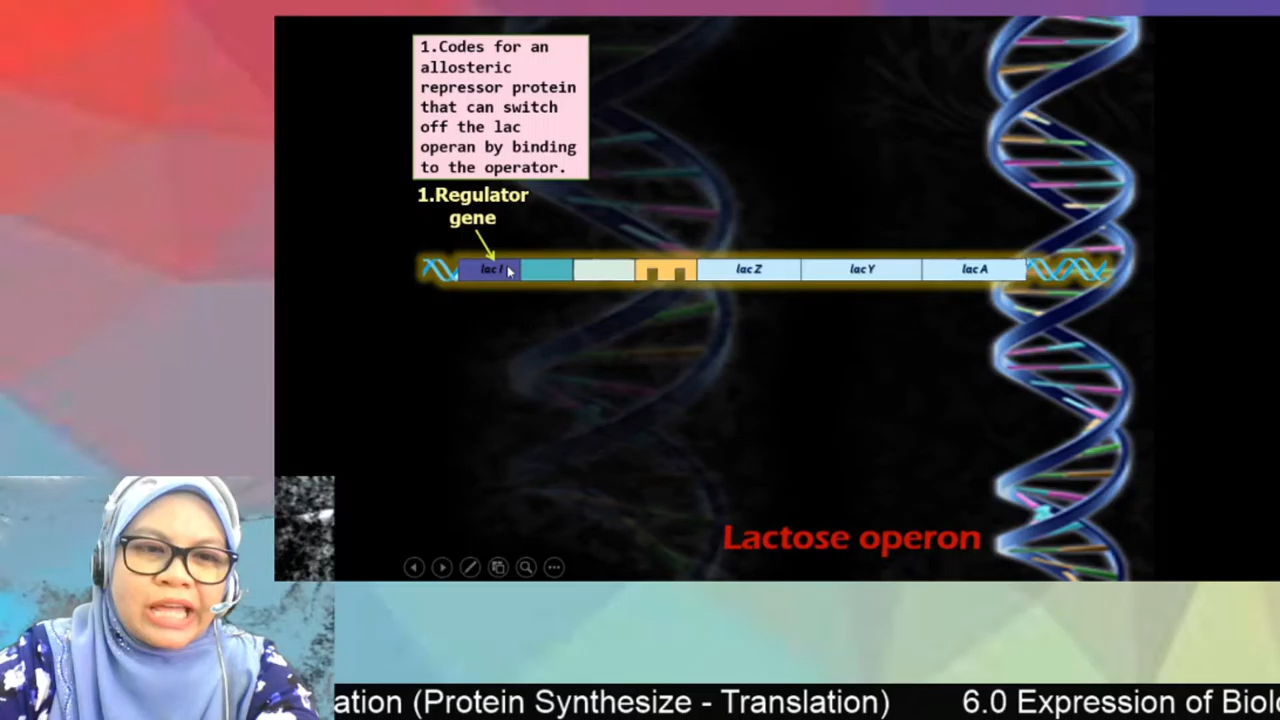 1.Codes for an
allosteric
repressor protein
that can switch
off the lac
operan by binding
to the operator.
1.Regulator
gene
lac I
lac Z
lac Y
lac A
Lactose operon
ation (Protein Synthesize - Translation) 6.0 Expression of Biol